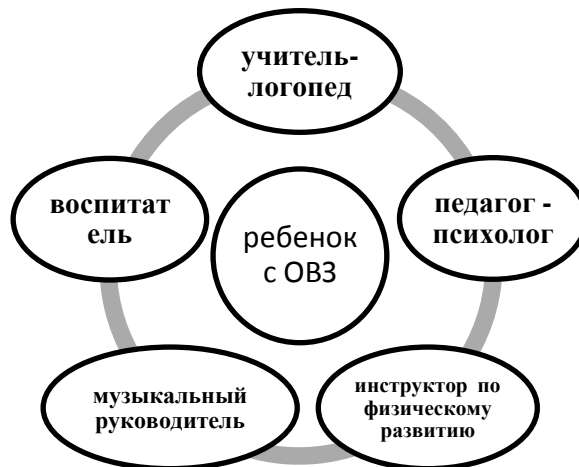 учитель-
логопед
воспитат
ель
педагог -
психолог
ребенок
с ОВЗ
музыкальный
руководитель
инструктор по
физическому
развитию